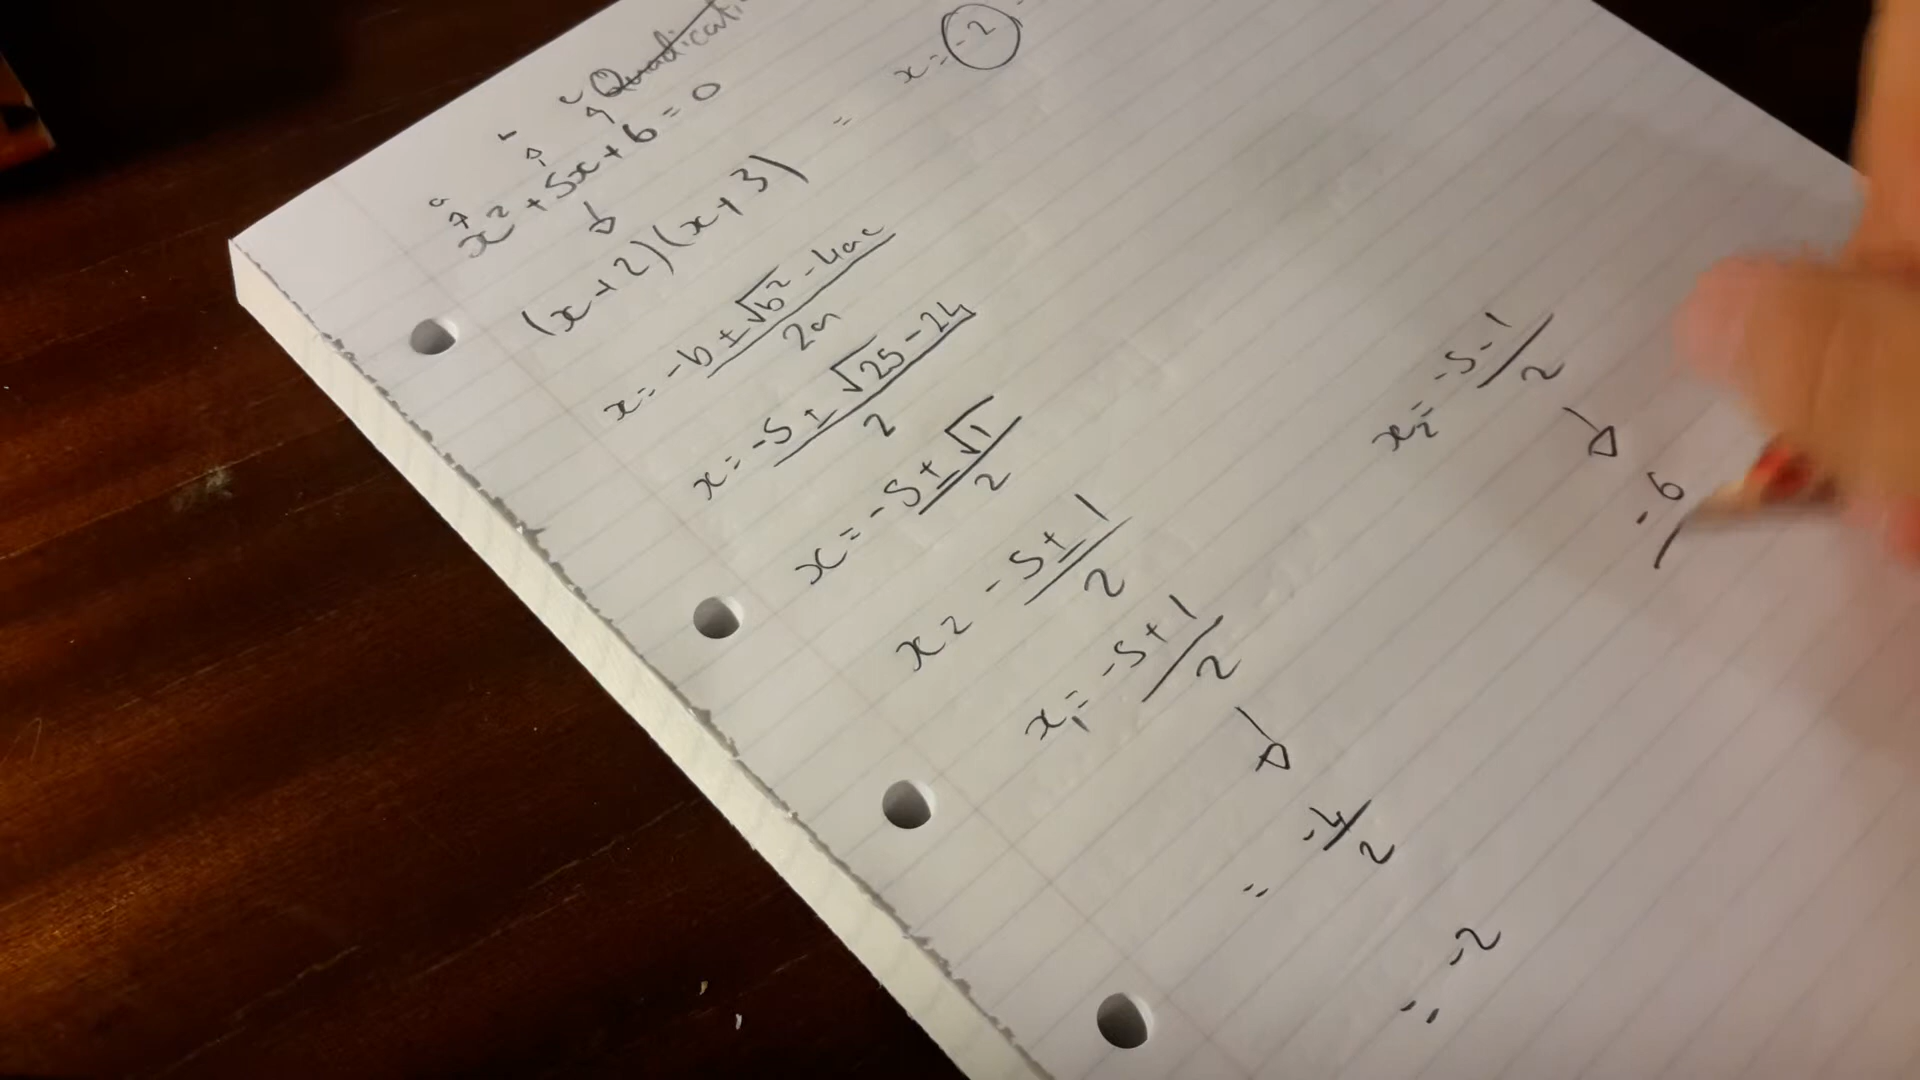 a b c
x² + 5x + 6 = 0
(x+2)(x+3) = x = -2
x = -b ± √b² - 4ac / 2a
x = -5 ± √25 - 24 / 2
x = -5 ± √1 / 2
x = -5 ± 1 / 2
x₁ = -5 + 1 / 2
= -4 / 2
= -2
x₂ = -5 - 1 / 2
-6